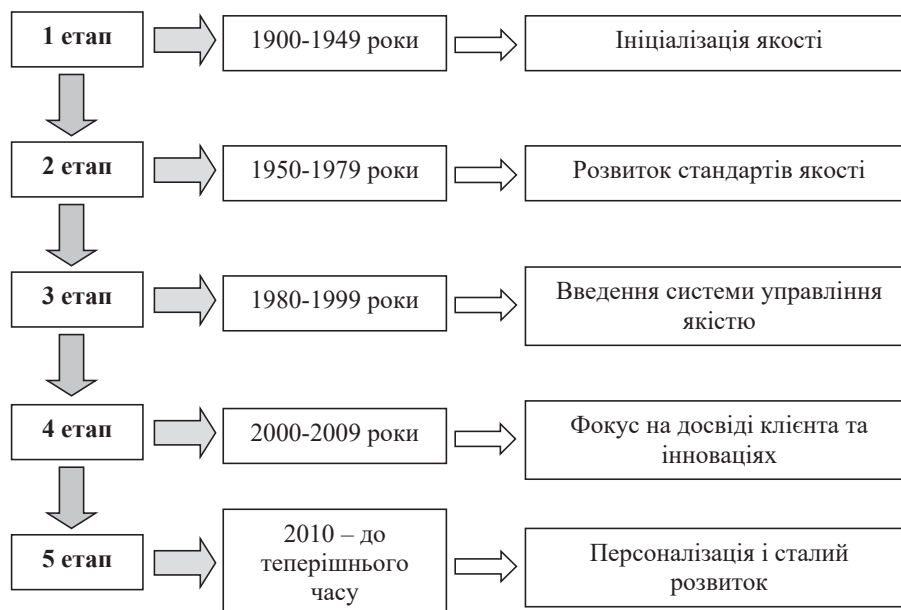 1 етап
1900-1949 роки
Ініціалізація якості
2 етап
1950-1979 роки
Розвиток стандартів якості
3 етап
1980-1999 роки
Введення системи управління
якістю
4 етап
2000-2009 роки
Фокус на досвіді клієнта та
інноваціях
5 етап
2010 – до
теперішнього
часу
Персоналізація і сталий
розвиток